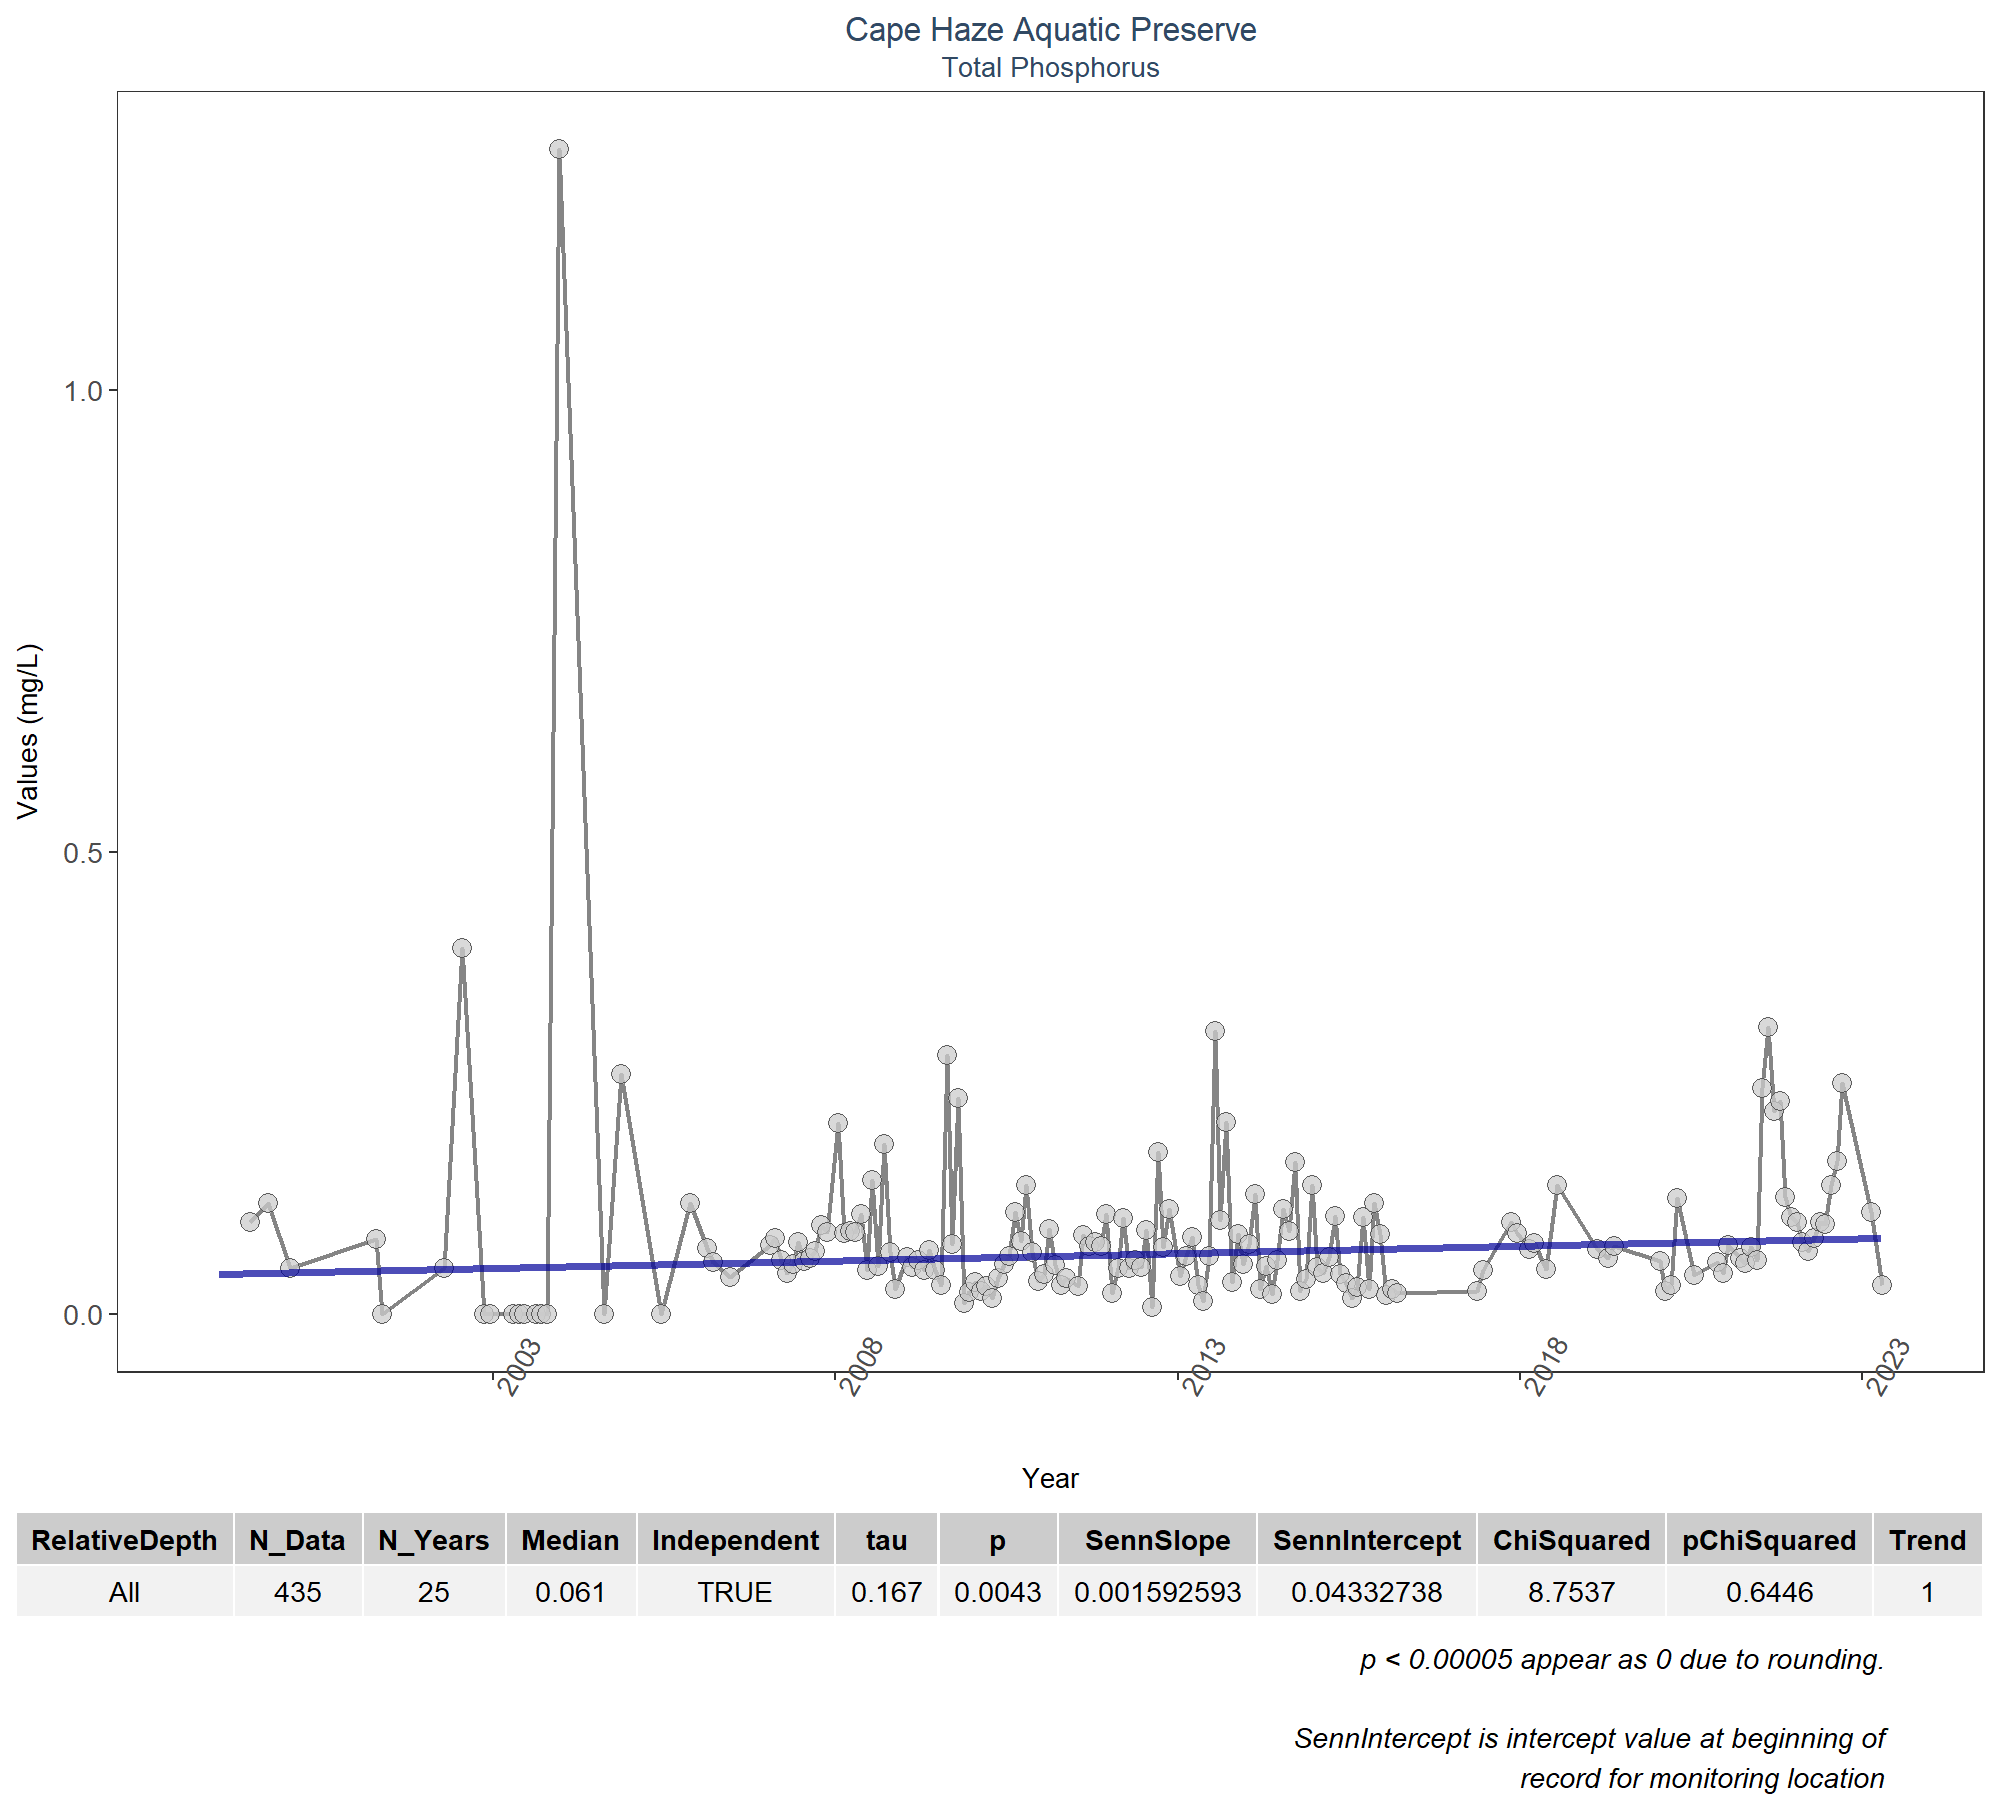 Cape Haze Aquatic Preserve
Total Phosphorus
Values (mg/L)
1.0
0.5
0.0
2003 2008 2013 2018 2023
Year
RelativeDepth N_Data N_Years Median Independent tau p SennSlope SennIntercept ChiSquared pChiSquared Trend
All 435 25 0.061 TRUE 0.167 0.0043 0.001592593 0.04332738 8.7537 0.6446 1
p < 0.00005 appear as 0 due to rounding.
SennIntercept is intercept value at beginning of
record for monitoring location